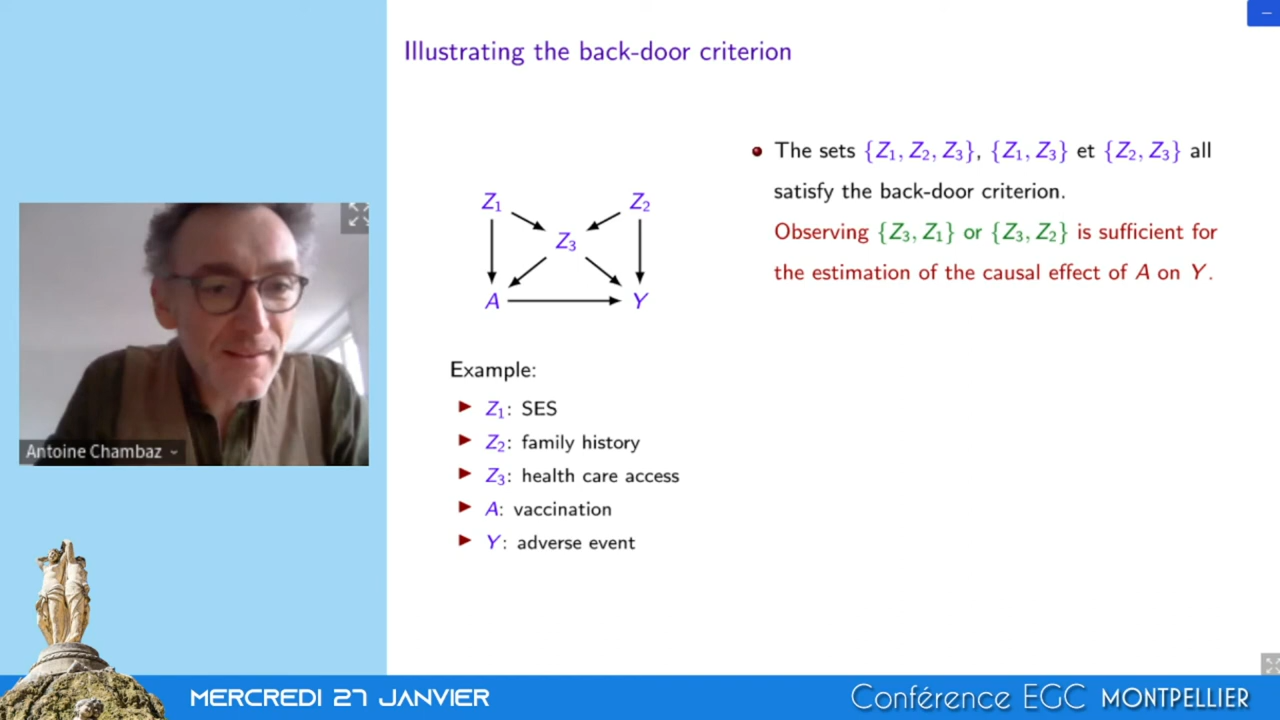 Illustrating the back-door criterion
Z₁
Z₂
Z₃
A
Y
Example:
Z₁: SES
Z₂: family history
Z₃: health care access
A: vaccination
Y: adverse event
The sets {Z₁, Z₂, Z₃}, {Z₁, Z₃} et {Z₂, Z₃} all
satisfy the back-door criterion.
Observing {Z₃, Z₁} or {Z₃, Z₂} is sufficient for
the estimation of the causal effect of A on Y.
Antoine Chambaz
MERCREDI 27 JANVIER
Conférence EGC MONTPELLIER